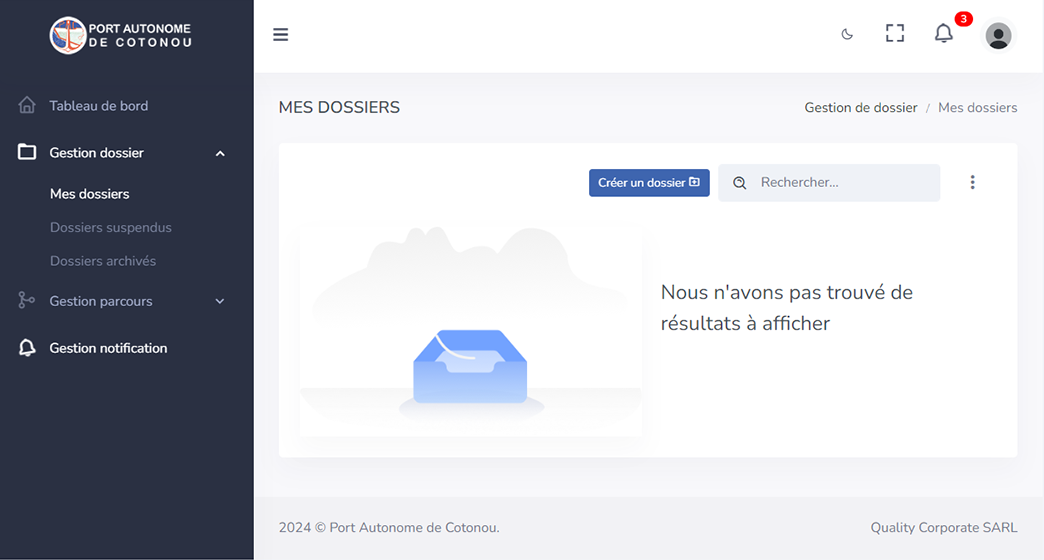 PORT AUTONOME
DE COTONOU
3
Tableau de bord
Gestion dossier
Mes dossiers
Dossiers suspendus
Dossiers archivés
Gestion parcours
Gestion notification
MES DOSSIERS
Gestion de dossier / Mes dossiers
Créer un dossier
Rechercher...
Nous n'avons pas trouvé de
résultats à afficher
2024 © Port Autonome de Cotonou.
Quality Corporate SARL